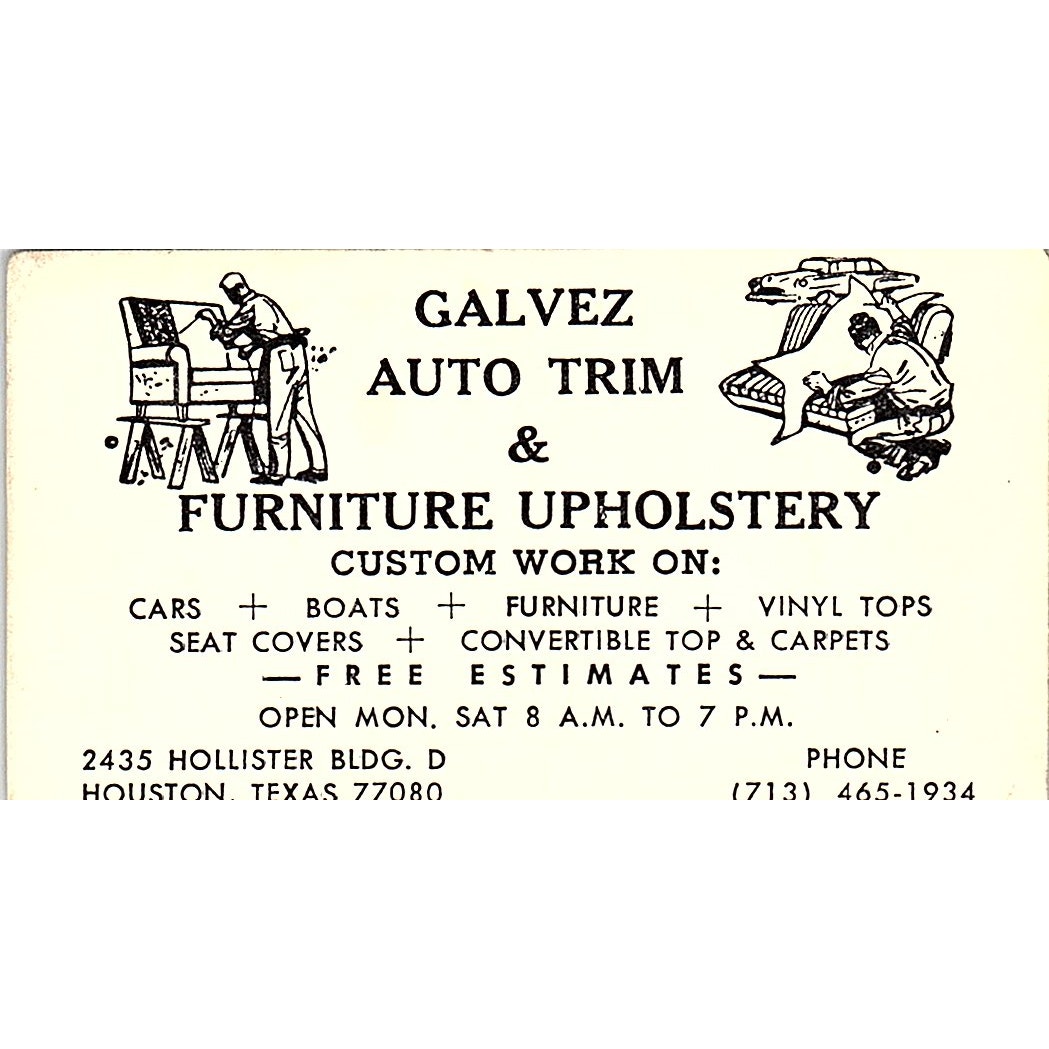 GALVEZ
AUTO TRIM
&
FURNITURE UPHOLSTERY
CUSTOM WORK ON:
CARS + BOATS + FURNITURE + VINYL TOPS
SEAT COVERS + CONVERTIBLE TOP & CARPETS
— FREE ESTIMATES —
OPEN MON. SAT 8 A.M. TO 7 P.M.
2435 HOLLISTER BLDG. D
HOUSTON, TEXAS 77080
PHONE
(713) 465-1934